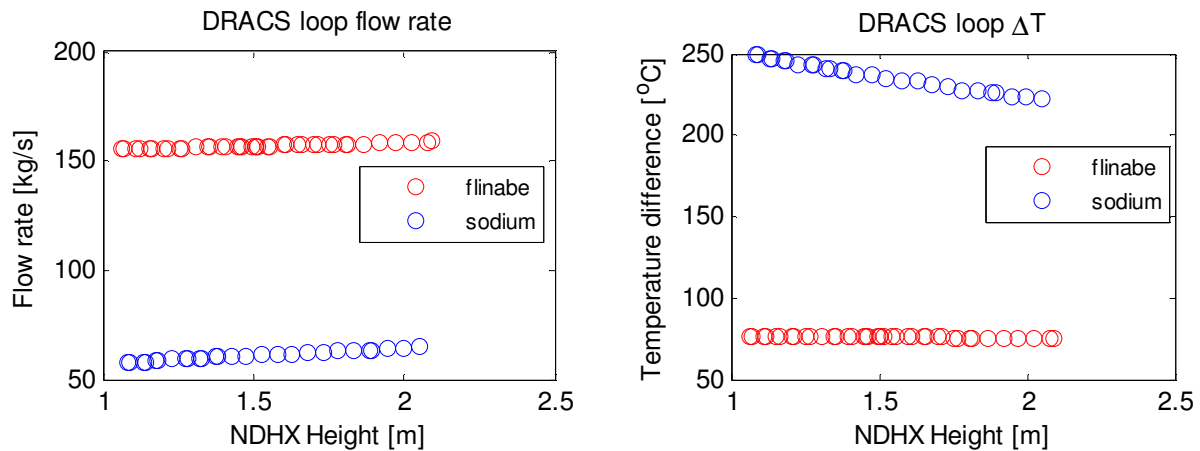 DRACS loop flow rate
200
150
100
50
Flow rate [kg/s]
flinabe
sodium
1
1.5
2
2.5
NDHX Height [m]
DRACS loop ΔT
250
200
150
100
50
Temperature difference [°C]
flinabe
sodium
1
1.5
2
2.5
NDHX Height [m]